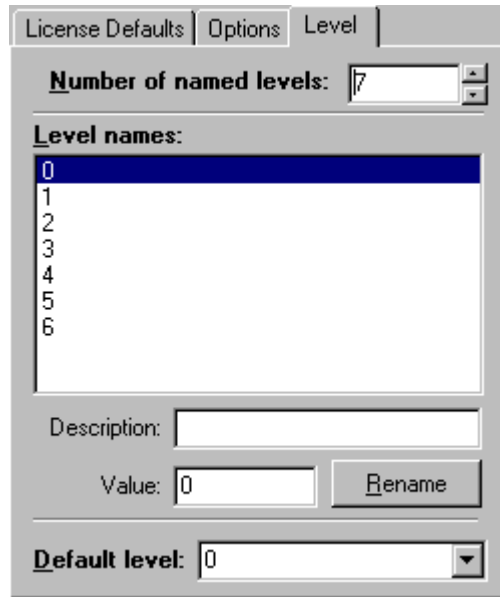 License Defaults Options Level
Number of named levels: 7
Level names:
0
1
2
3
4
5
6
Description:
Value: 0 Rename
Default level: 0